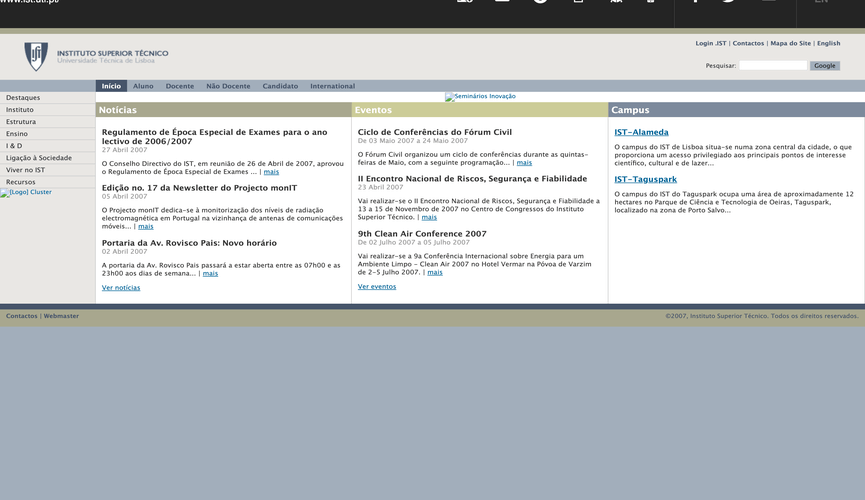 www.ist.utl.pt/
EN
Login .IST | Contactos | Mapa do Site | English
INSTITUTO SUPERIOR TÉCNICO
Universidade Técnica de Lisboa
Pesquisar: Google
Início Aluno Docente Não Docente Candidato International
Destaques
Instituto
Estrutura
Ensino
I & D
Ligação à Sociedade
Viver no IST
Recursos
[Logo] Cluster
Seminários Inovação
Notícias
Regulamento de Época Especial de Exames para o ano
lectivo de 2006/2007
27 Abril 2007
O Conselho Directivo do IST, em reunião de 26 de Abril de 2007, aprovou
o Regulamento de Época Especial de Exames ... | mais
Edição no. 17 da Newsletter do Projecto monIT
05 Abril 2007
O Projecto monIT dedica-se à monitorização dos níveis de radiação
electromagnética em Portugal na vizinhança de antenas de comunicações
móveis... | mais
Portaria da Av. Rovisco Pais: Novo horário
02 Abril 2007
A portaria da Av. Rovisco Pais passará a estar aberta entre as 07h00 e as
23h00 aos dias de semana... | mais
Ver notícias
Eventos
Ciclo de Conferências do Fórum Civil
De 03 Maio 2007 a 24 Maio 2007
O Fórum Civil organizou um ciclo de conferências durante as quintas-
feiras de Maio, com a seguinte programação... | mais
II Encontro Nacional de Riscos, Segurança e Fiabilidade
23 Abril 2007
Vai realizar-se o II Encontro Nacional de Riscos, Segurança e Fiabilidade a
13 a 15 de Novembro de 2007 no Centro de Congressos do Instituto
Superior Técnico. | mais
9th Clean Air Conference 2007
De 02 Julho 2007 a 05 Julho 2007
Vai realizar-se a 9a Conferência Internacional sobre Energia para um
Ambiente Limpo - Clean Air 2007 no Hotel Vermar na Póvoa de Varzim
de 2-5 Julho 2007. | mais
Ver eventos
Campus
IST-Alameda
O campus do IST de Lisboa situa-se numa zona central da cidade, o que
proporciona um acesso privilegiado aos principais pontos de interesse
científico, cultural e de lazer...
IST-Taguspark
O campus do IST do Taguspark ocupa uma área de aproximadamente 12
hectares no Parque de Ciência e Tecnologia de Oeiras, Taguspark,
localizado na zona de Porto Salvo...
Contactos | Webmaster
©2007, Instituto Superior Técnico. Todos os direitos reservados.